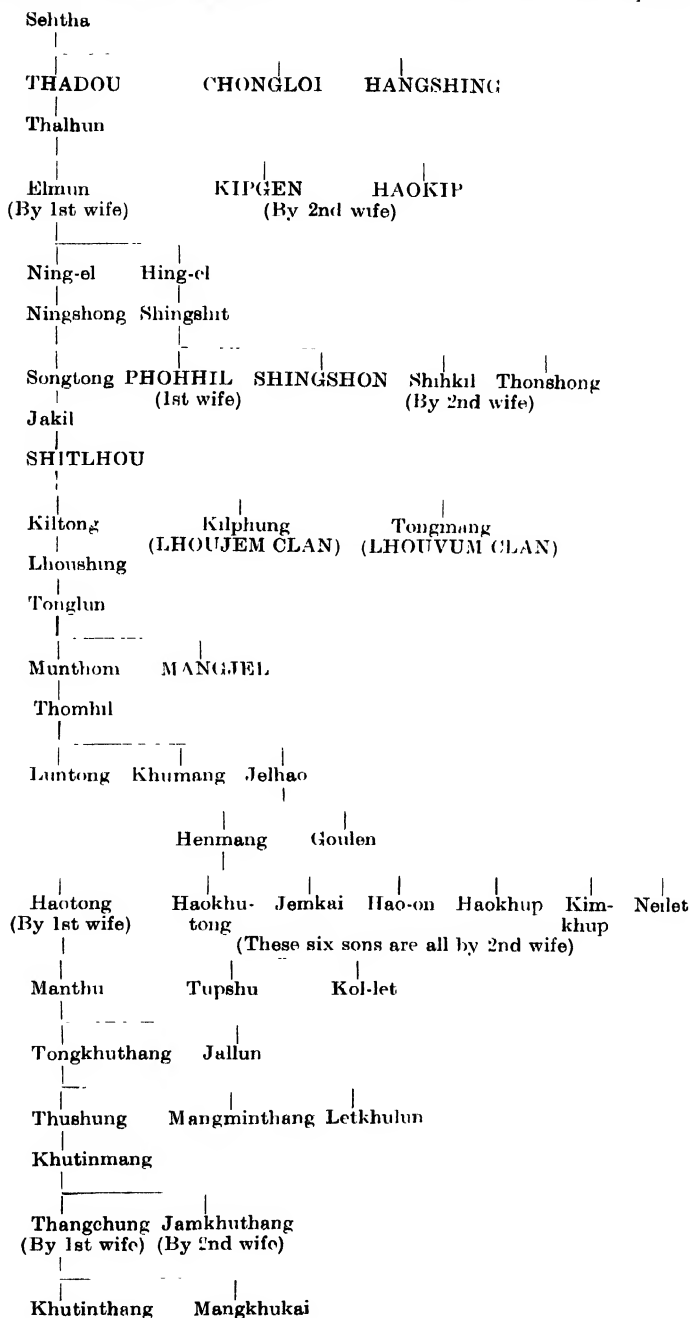 Sehtha
THADOU CHONGLOI HANGSHING
Thalhun
Elmun KIPGEN HAOKIP
(By 1st wife) (By 2nd wife)
Ning-el Hing-el
Ningshong Shingshit
Songtong PHOHHIL SHINGSHON Shihkil Thonshong
(1st wife) (By 2nd wife)
Jakil
SHITLHOU
Kiltong Kilphung Tongmang
(LHOUJEM CLAN) (LHOUVUM CLAN)
Lhoushing
Tonglun
Munthom MANGJEL
Thomhil
Luntong Khumang Jelhao
Henmang Goulen
Haotong Haokhu- Jemkai Hao-on Haokhup Kim- Neilet
(By 1st wife) tong khup
(These six sons are all by 2nd wife)
Manthu Tupshu Kol-let
Tongkhuthang Jallun
Thushung Mangminthang Letkhulun
Khutinmang
Thangchung Jamkhuthang
(By 1st wife) (By 2nd wife)
Khutinthang Mangkhukai